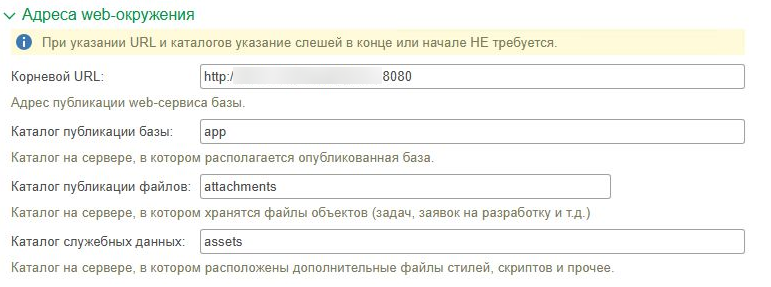 Адреса web-окружения
При указании URL и каталогов указание слешей в конце или начале НЕ требуется.
Корневой URL: http:/ 8080
Адрес публикации web-сервиса базы.
Каталог публикации базы: app
Каталог на сервере, в котором располагается опубликованная база.
Каталог публикации файлов: attachments
Каталог на сервере, в котором хранятся файлы объектов (задач, заявок на разработку и т.д.)
Каталог служебных данных: assets
Каталог на сервере, в котором расположены дополнительные файлы стилей, скриптов и прочее.